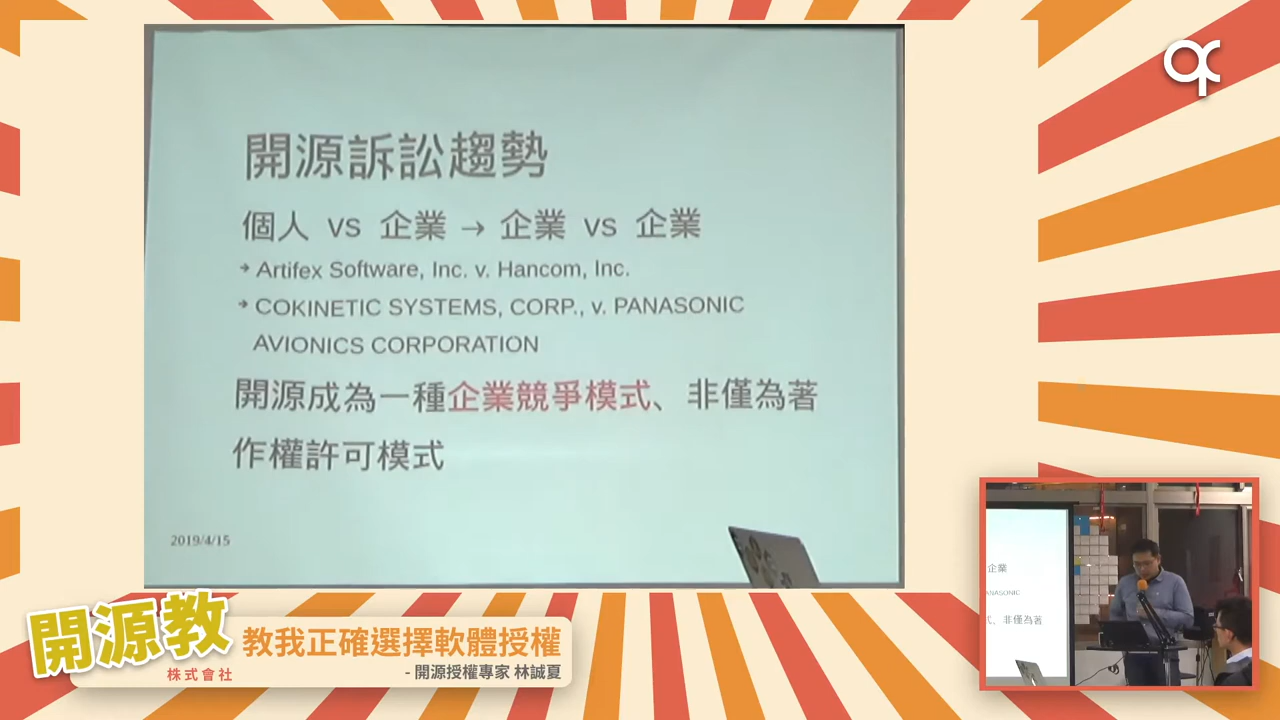 開源訴訟趨勢
個人 vs 企業 → 企業 vs 企業
Artifex Software, Inc. v. Hancom, Inc.
COKINETIC SYSTEMS, CORP., v. PANASONIC
AVIONICS CORPORATION
開源成為一種企業競爭模式、非僅為著
作權許可模式
2019/4/15
開源教
株式會社
教我正確選擇軟體授權
- 開源授權專家 林誠夏
企業
ANASONIC
式、非僅為著